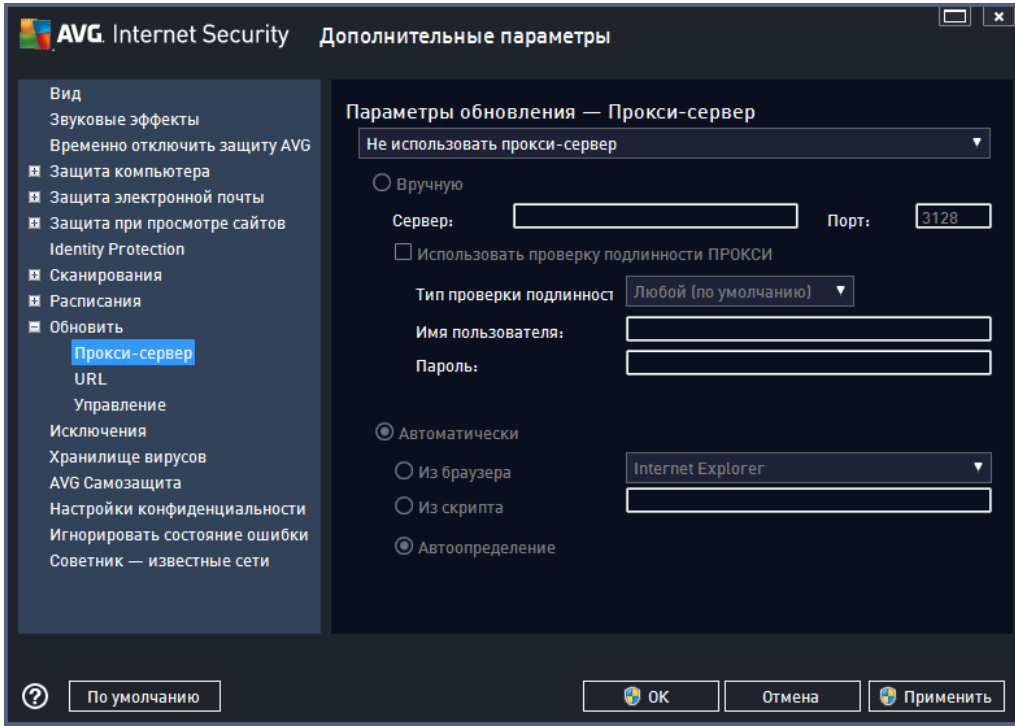 AVG. Internet Security Дополнительные параметры
Вид
Звуковые эффекты
Временно отключить защиту AVG
Защита компьютера
Защита электронной почты
Защита при просмотре сайтов
Identity Protection
Сканирования
Расписания
Обновить
Прокси-сервер
URL
Управление
Исключения
Хранилище вирусов
AVG Самозащита
Настройки конфиденциальности
Игнорировать состояние ошибки
Советник — известные сети
Параметры обновления — Прокси-сервер
Не использовать прокси-сервер
Вручную
Сервер: Порт: 3128
Использовать проверку подлинности ПРОКСИ
Тип проверки подлинност Любой (по умолчанию)
Имя пользователя:
Пароль:
Автоматически
Из браузера Internet Explorer
Из скрипта
Автоопределение
? По умолчанию OK Отмена Применить